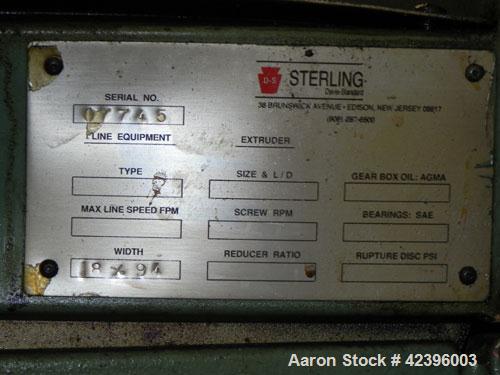 D-S STERLING
Davis-Standard
SERIAL NO.
38 BRUNSWICK AVENUE • EDISON, NEW JERSEY 08817
07745
(908) 287-6600
LINE EQUIPMENT EXTRUDER
TYPE SIZE & L/D GEAR BOX OIL: AGMA
MAX LINE SPEED FPM SCREW RPM BEARINGS: SAE
WIDTH REDUCER RATIO RUPTURE DISC PSI
18 X 94
Aaron Stock # 42396003